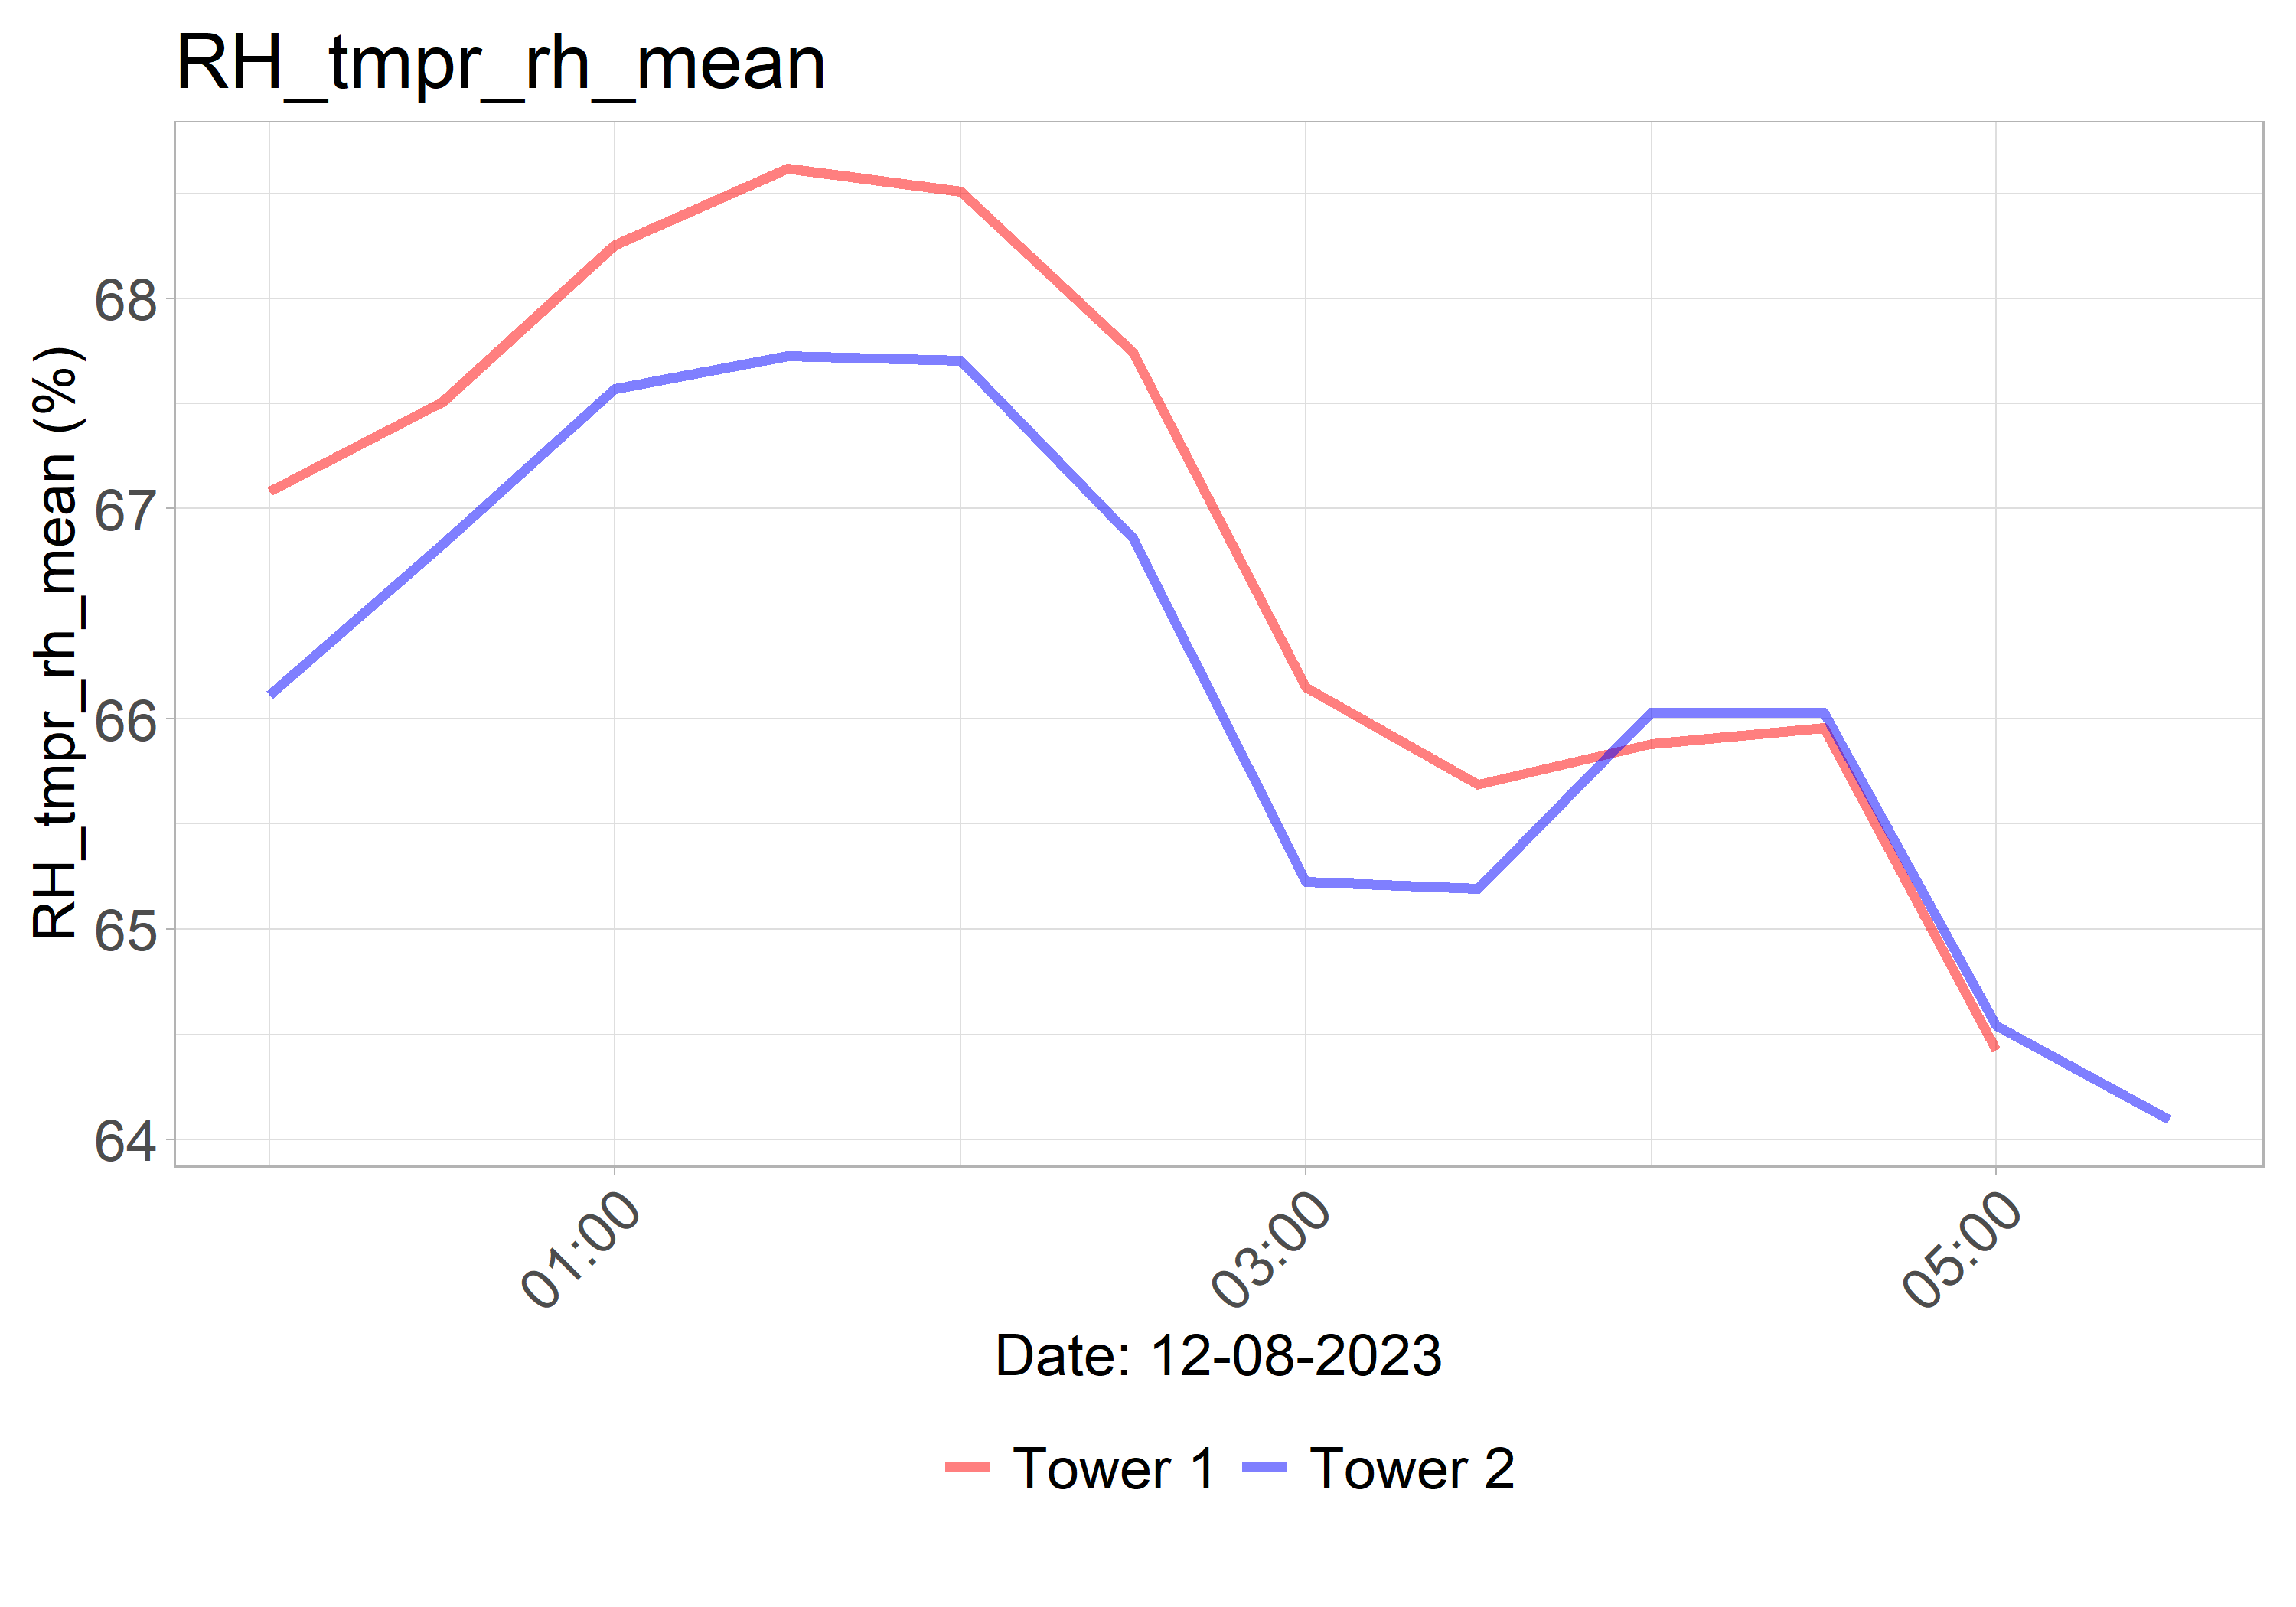 RH_tmpr_rh_mean
RH_tmpr_rh_mean (%)
68
67
66
65
64
01:00
03:00
05:00
Date: 12-08-2023
Tower 1
Tower 2